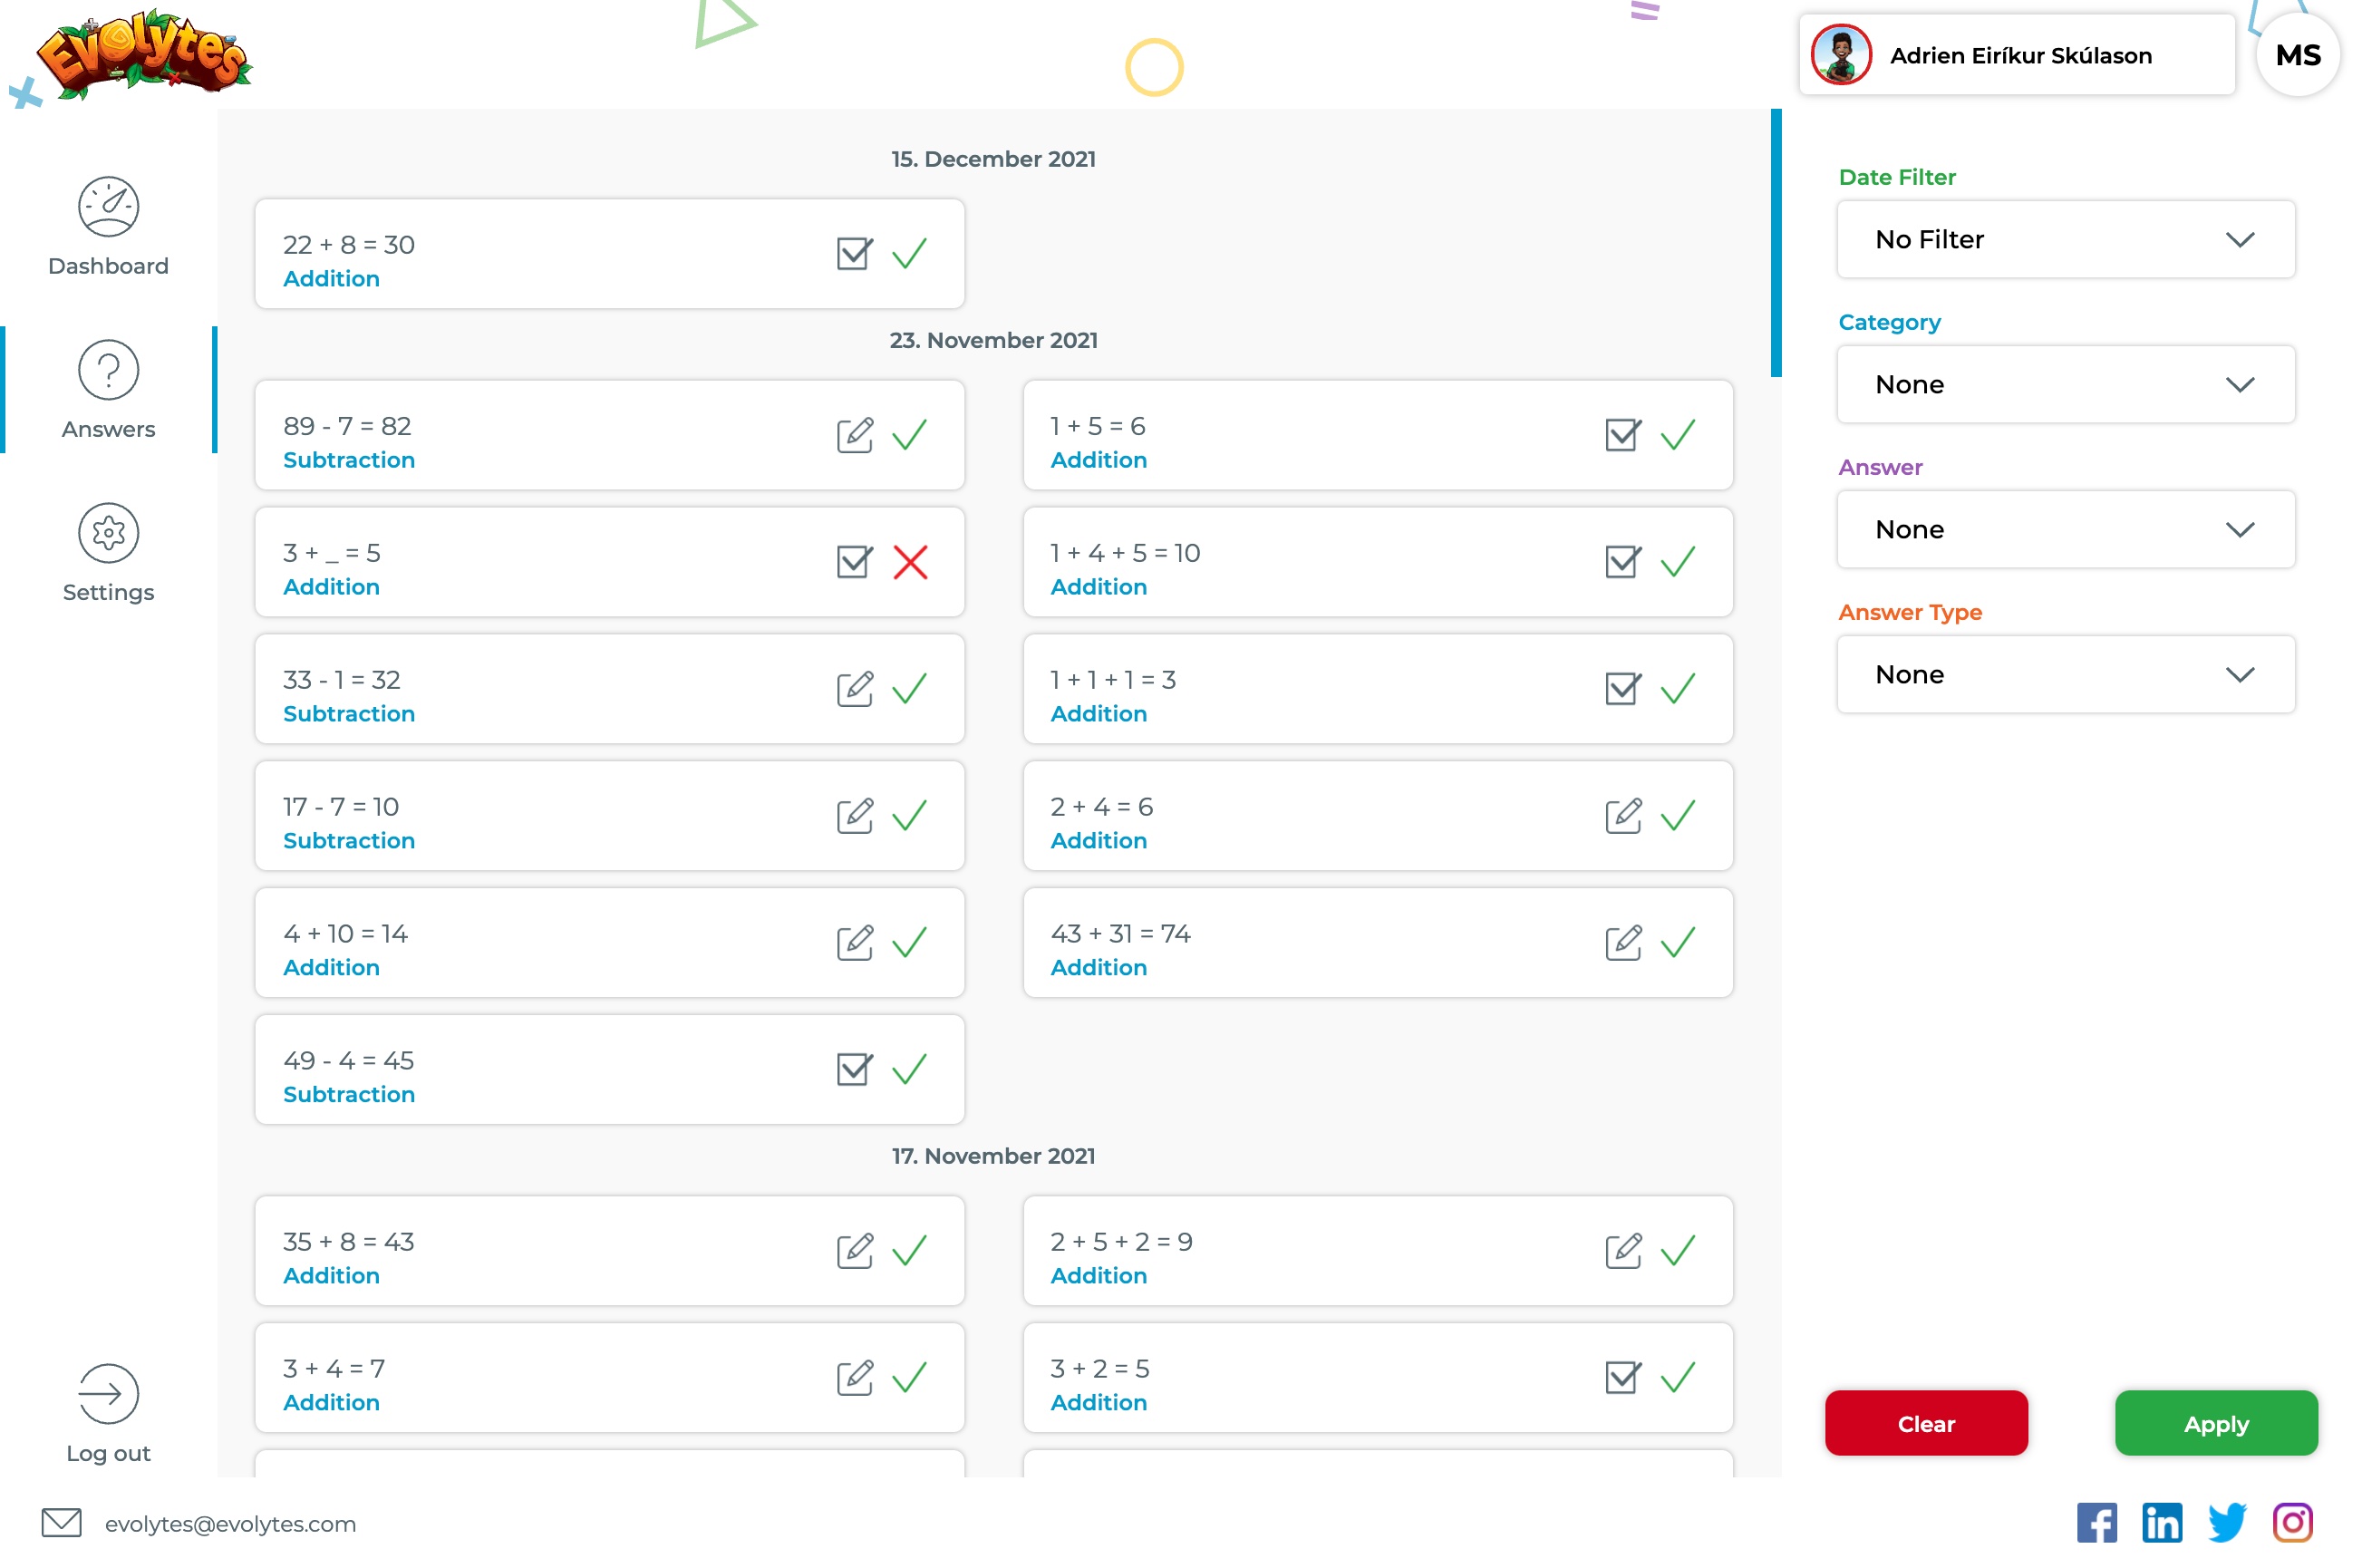 Evolytes
Adrien Eiríkur Skúlason
MS
Dashboard
Answers
Settings
Log out
15. December 2021
22 + 8 = 30
Addition
23. November 2021
89 - 7 = 82
Subtraction
1 + 5 = 6
Addition
3 + _ = 5
Addition
1 + 4 + 5 = 10
Addition
33 - 1 = 32
Subtraction
1 + 1 + 1 = 3
Addition
17 - 7 = 10
Subtraction
2 + 4 = 6
Addition
4 + 10 = 14
Addition
43 + 31 = 74
Addition
49 - 4 = 45
Subtraction
17. November 2021
35 + 8 = 43
Addition
2 + 5 + 2 = 9
Addition
3 + 4 = 7
Addition
3 + 2 = 5
Addition
Date Filter
No Filter
Category
None
Answer
None
Answer Type
None
Clear
Apply
evolytes@evolytes.com